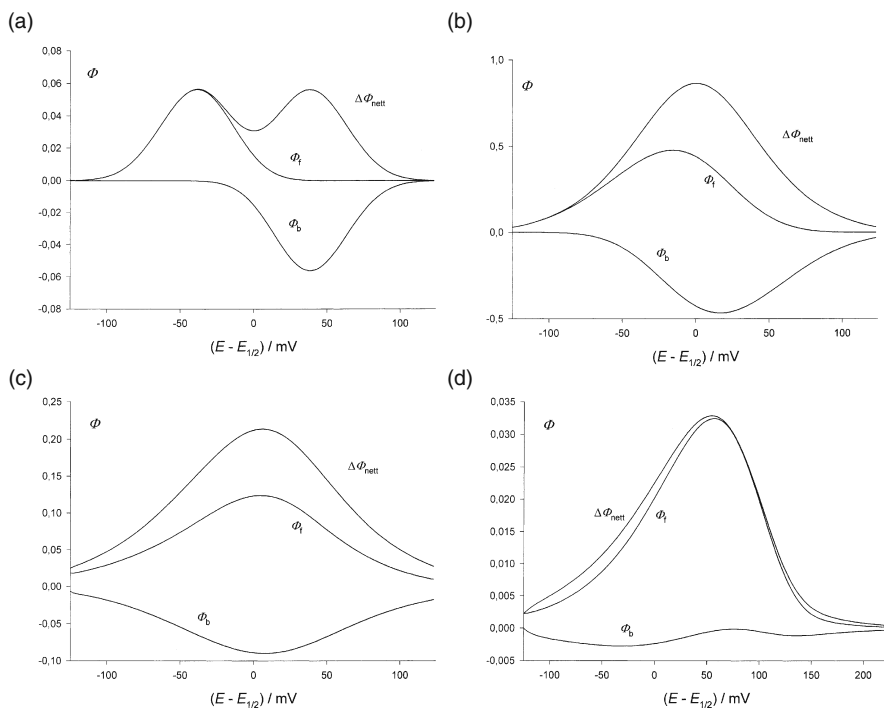 (a)
0,08
0,06
0,04
0,02
0,00
-0,02
-0,04
-0,06
-0,08
Φ
ΔΦnett
Φf
Φb
-100 -50 0 50 100
(E - E1/2) / mV
(b)
1,0
0,5
0,0
-0,5
Φ
ΔΦnett
Φf
Φb
-100 -50 0 50 100
(E - E1/2) / mV
(c)
0,25
0,20
0,15
0,10
0,05
0,00
-0,05
-0,10
Φ
ΔΦnett
Φf
Φb
-100 -50 0 50 100
(E - E1/2) / mV
(d)
0,035
0,030
0,025
0,020
0,015
0,010
0,005
0,000
-0,005
Φ
ΔΦnett
Φf
Φb
-100 -50 0 50 100 150 200
(E - E1/2) / mV